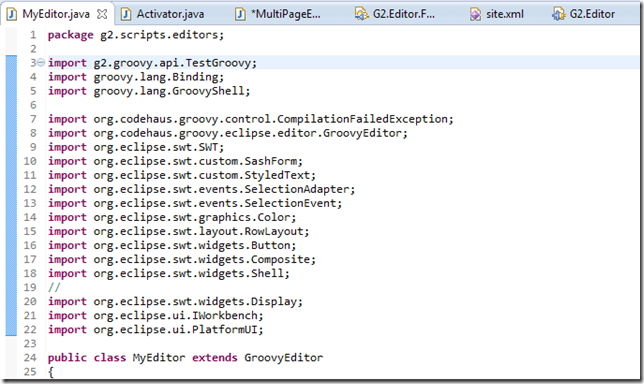 MyEditor.java Activator.java *MultiPageE... G2.Editor.F... site.xml G2.Editor
1 package g2.scripts.editors;
2
3 import g2.groovy.api.TestGroovy;
4 import groovy.lang.Binding;
5 import groovy.lang.GroovyShell;
6
7 import org.codehaus.groovy.control.CompilationFailedException;
8 import org.codehaus.groovy.eclipse.editor.GroovyEditor;
9 import org.eclipse.swt.SWT;
10 import org.eclipse.swt.custom.SashForm;
11 import org.eclipse.swt.custom.StyledText;
12 import org.eclipse.swt.events.SelectionAdapter;
13 import org.eclipse.swt.events.SelectionEvent;
14 import org.eclipse.swt.graphics.Color;
15 import org.eclipse.swt.layout.RowLayout;
16 import org.eclipse.swt.widgets.Button;
17 import org.eclipse.swt.widgets.Composite;
18 import org.eclipse.swt.widgets.Shell;
19 //
20 import org.eclipse.swt.widgets.Display;
21 import org.eclipse.ui.IWorkbench;
22 import org.eclipse.ui.PlatformUI;
23
24 public class MyEditor extends GroovyEditor
25 {